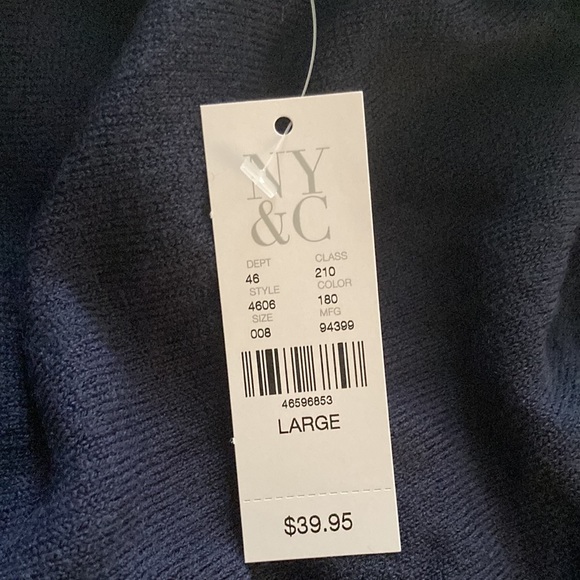 NY
&C
DEPT CLASS
46 210
STYLE COLOR
4606 180
SIZE MFG
008 94399
46596853
LARGE
$39.95